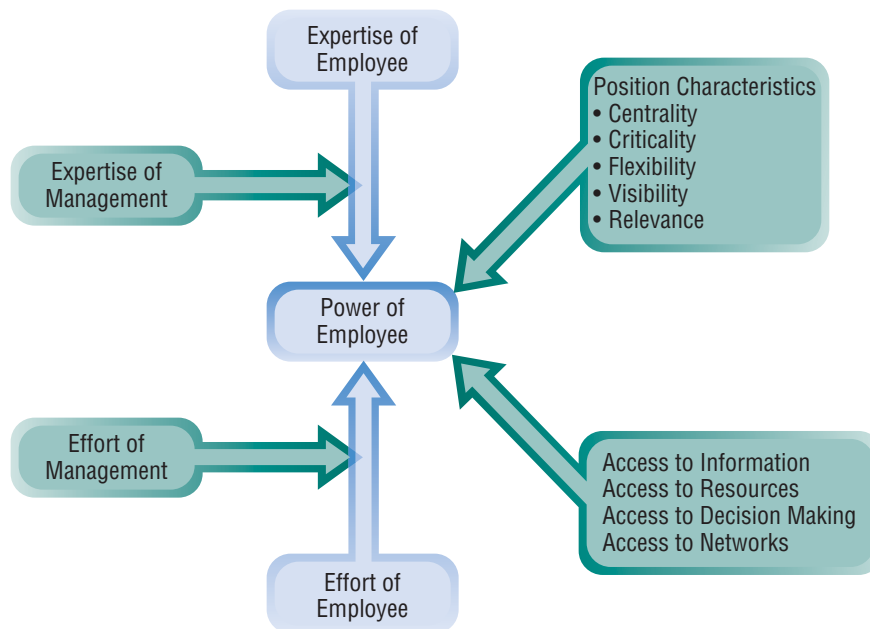 Expertise of
Employee
Position Characteristics
• Centrality
• Criticality
• Flexibility
• Visibility
• Relevance
Expertise of
Management
Power of
Employee
Effort of
Management
Access to Information
Access to Resources
Access to Decision Making
Access to Networks
Effort of
Employee